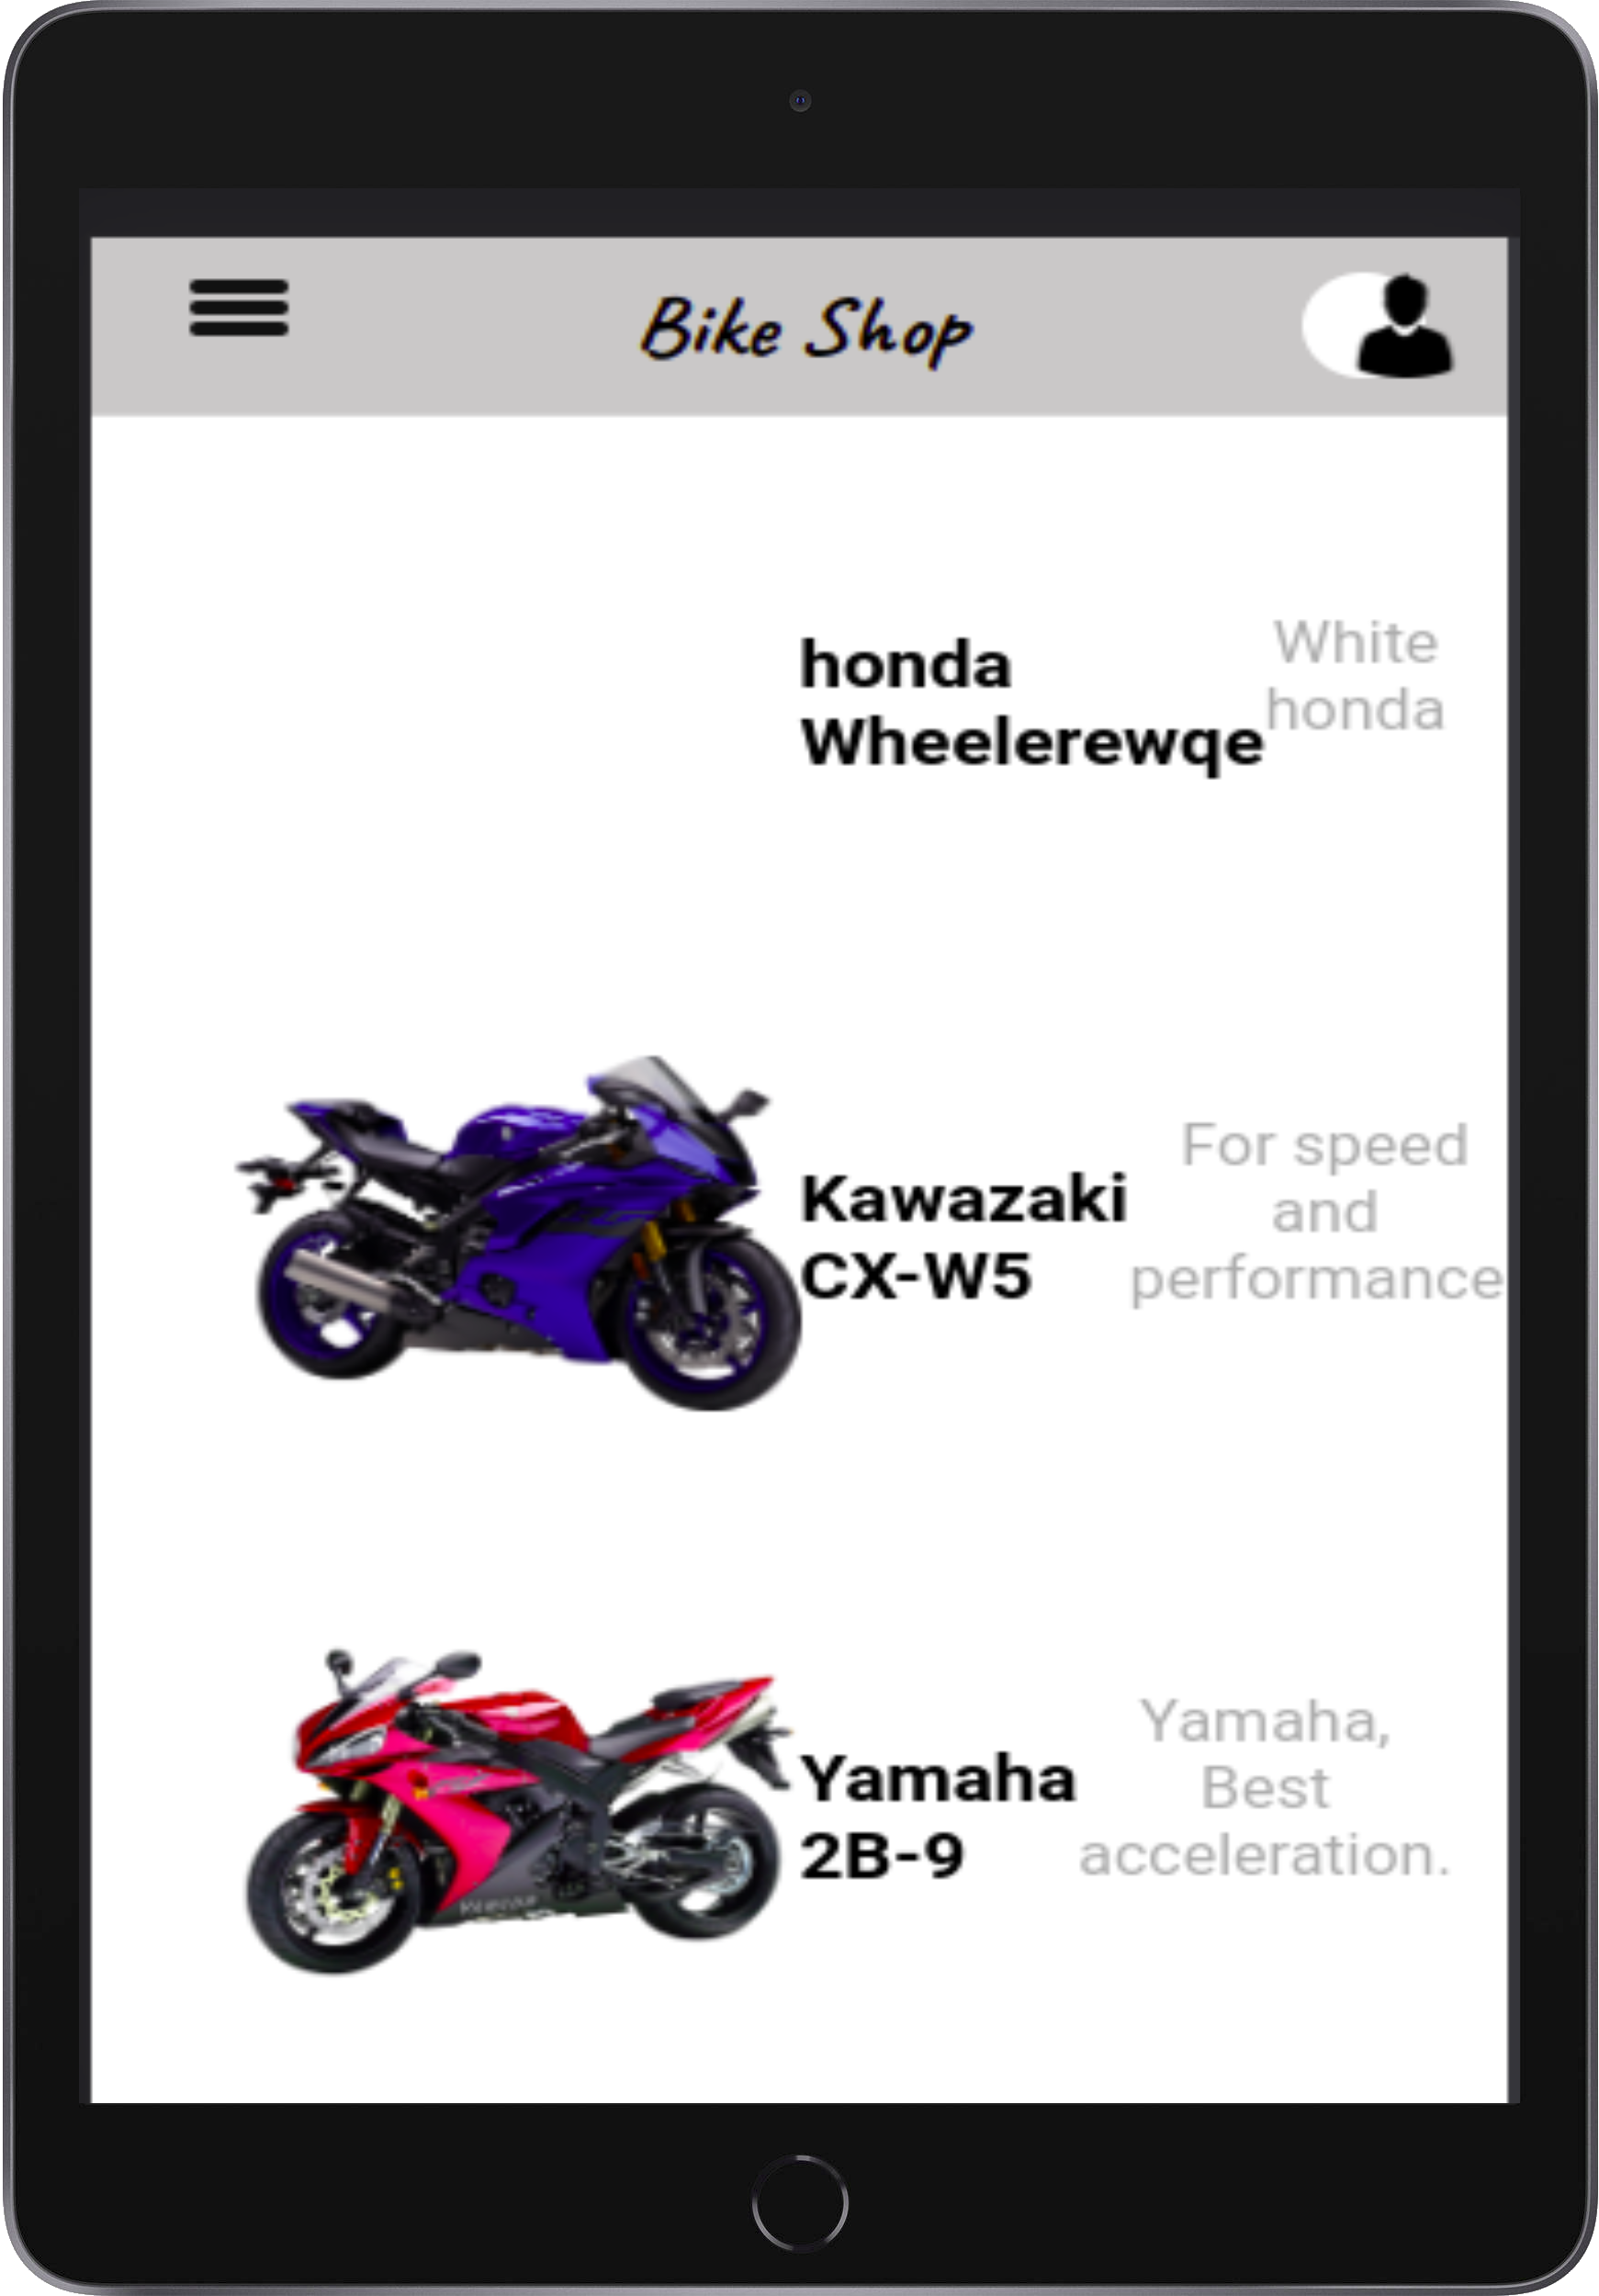 Bike Shop
honda
Wheelerewqe
White
honda
Kawazaki
CX-W5
For speed
and
performance
Yamaha
2B-9
Yamaha,
Best
acceleration.